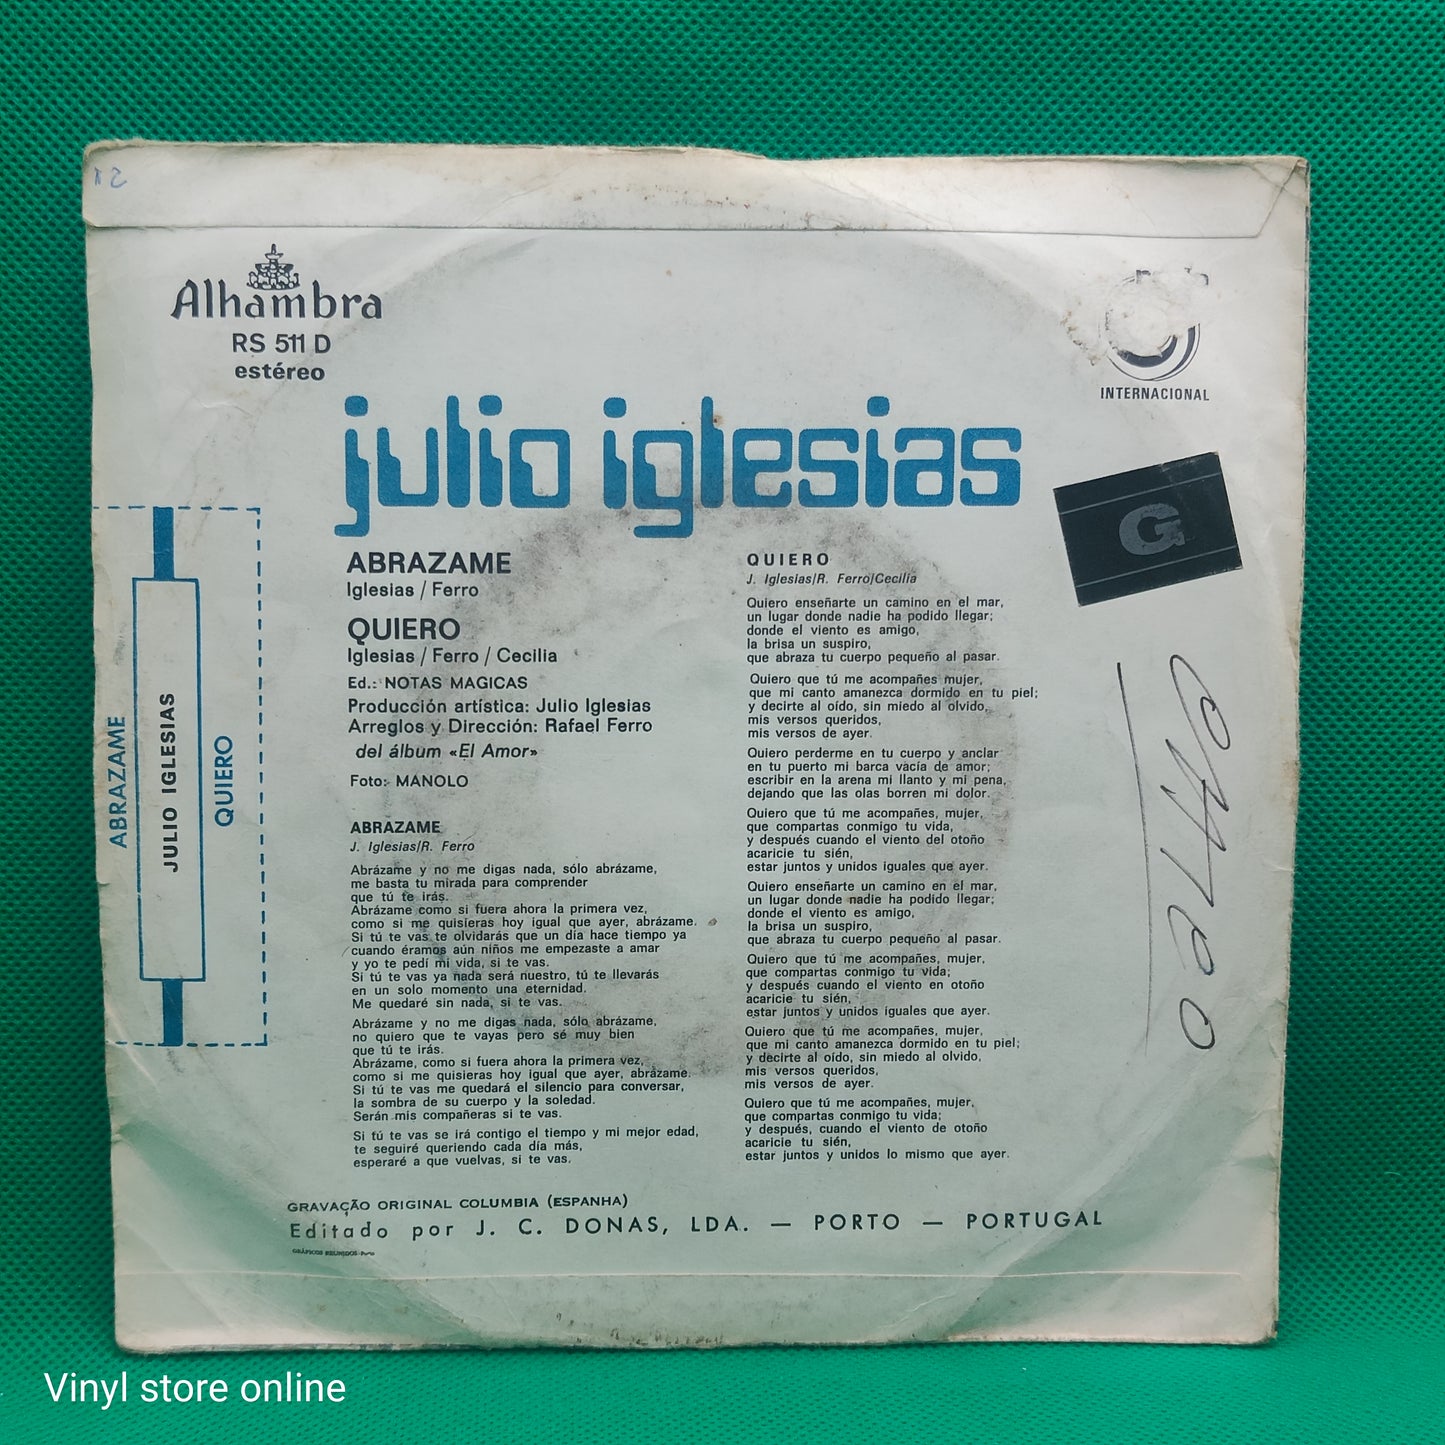 Alhambra
RS 511 D
estéreo
INTERNACIONAL
julio iglesias
G
ABRAZAME
Iglesias / Ferro
QUIERO
Iglesias / Ferro / Cecilia
Ed.: NOTAS MAGICAS
Producción artística: Julio Iglesias
Arreglos y Dirección: Rafael Ferro
del álbum «El Amor»
Foto: MANOLO
ABRAZAME
JULIO IGLESIAS
QUIERO
ABRAZAME
J. Iglesias/R. Ferro
Abrázame y no me digas nada, sólo abrázame,
me basta tu mirada para comprender
que tú te irás.
Abrázame como si fuera ahora la primera vez,
como si me quisieras hoy igual que ayer, abrázame.
Si tú te vas te olvidarás que un día hace tiempo ya
cuando éramos aún niños me empezaste a amar
y yo te pedí mi vida, si te vas.
Si tú te vas ya nada será nuestro, tú te llevarás
en un solo momento una eternidad.
Me quedaré sin nada, si te vas.
Abrázame y no me digas nada, sólo abrázame,
no quiero que te vayas pero sé muy bien
que tú te irás.
Abrázame, como si fuera ahora la primera vez,
como si me quisieras hoy igual que ayer, abrázame.
Si tú te vas me quedará el silencio para conversar,
la sombra de su cuerpo y la soledad.
Serán mis compañeras si te vas.
Si tú te vas se irá contigo el tiempo y mi mejor edad,
te seguiré queriendo cada día más,
esperaré a que vuelvas, si te vas.
QUIERO
J. Iglesias/R. Ferro/Cecilia
Quiero enseñarte un camino en el mar,
un lugar donde nadie ha podido llegar;
donde el viento es amigo,
la brisa un suspiro,
que abraza tu cuerpo pequeño al pasar.
Quiero que tú me acompañes mujer,
que mi canto amanezca dormido en tu piel;
y decirte al oído, sin miedo al olvido,
mis versos queridos,
mis versos de ayer.
Quiero perderme en tu cuerpo y anclar
en tu puerto mi barca vacía de amor;
escribir en la arena mi llanto y mi pena,
dejando que las olas borren mi dolor.
Quiero que tú me acompañes, mujer,
que compartas conmigo tu vida,
y después cuando el viento del otoño
acaricie tu sién,
estar juntos y unidos iguales que ayer.
Quiero enseñarte un camino en el mar,
un lugar donde nadie ha podido llegar;
donde el viento es amigo,
la brisa un suspiro,
que abraza tu cuerpo pequeño al pasar.
Quiero que tú me acompañes, mujer,
que compartas conmigo tu vida;
y después cuando el viento en otoño
acaricie tu sién,
estar juntos y unidos iguales que ayer.
Quiero que tú me acompañes, mujer,
que mi canto amanezca dormido en tu piel;
y decirte al oído, sin miedo al olvido,
mis versos queridos,
mis versos de ayer.
Quiero que tú me acompañes, mujer,
que compartas conmigo tu vida;
y después, cuando el viento de otoño
acaricie tu sién,
estar juntos y unidos lo mismo que ayer.
GRAVAÇÃO ORIGINAL COLUMBIA (ESPANHA)
Editado por J. C. DONAS, LDA. — PORTO — PORTUGAL
GRÁFICOS REUNIDOS-Porto
Vinyl store online